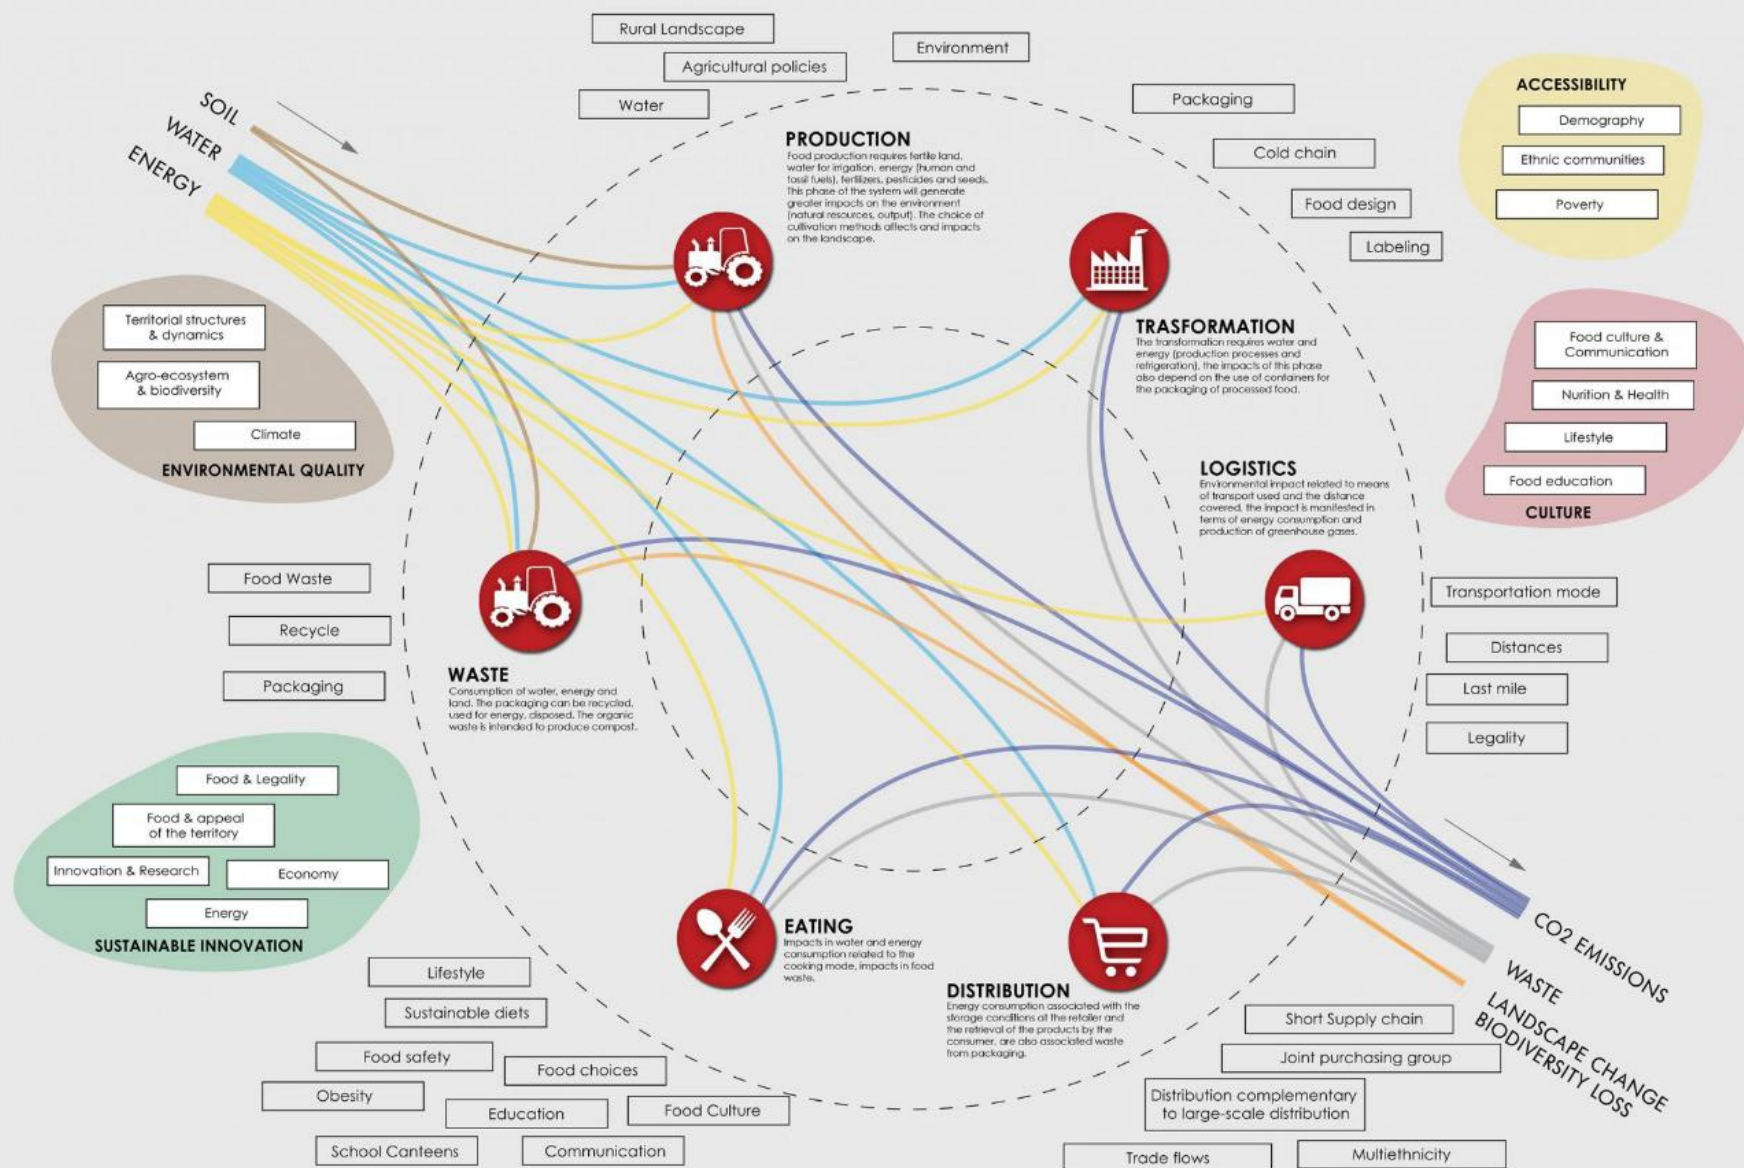 Rural Landscape
Agricultural policies
Water
Environment
Packaging
Cold chain
Food design
Labeling
ACCESSIBILITY
Demography
Ethnic communities
Poverty
SOIL
WATER
ENERGY
PRODUCTION
Food production requires fertile land,
water for irrigation, energy (human and
fossil fuels), fertilizers, pesticides and seeds.
This phase of the system will generate
greater impacts on the environment
(natural resources, output). The choice of
cultivation methods affects and impacts
on the landscape.
TRASFORMATION
The transformation requires water and
energy (production processes and
refrigeration), the impacts of this phase
also depend on the use of containers for
the packaging of processed food.
Territorial structures
& dynamics
Agro-ecosystem
& biodiversity
Climate
ENVIRONMENTAL QUALITY
Food culture &
Communication
Nurition & Health
Lifestyle
Food education
CULTURE
LOGISTICS
Environmental impact related to means
of transport used and the distance
covered, the impact is manifested in
terms of energy consumption and
production of greenhouse gases.
Food Waste
Recycle
Packaging
Transportation mode
Distances
Last mile
Legality
WASTE
Consumption of water, energy and
land. The packaging can be recycled,
used for energy, disposed. The organic
waste is intended to produce compost.
Food & Legality
Food & appeal
of the territory
Innovation & Research
Economy
Energy
SUSTAINABLE INNOVATION
EATING
Impacts in water and energy
consumption related to the
cooking mode, impacts in food
waste.
DISTRIBUTION
Energy consumption associated with the
storage conditions at the retailer and
the retrieval of the products by the
consumer, are also associated waste
from packaging.
CO2 EMISSIONS
WASTE
LANDSCAPE CHANGE
BIODIVERSITY LOSS
Lifestyle
Sustainable diets
Food safety
Food choices
Obesity
Education
Food Culture
School Canteens
Communication
Short Supply chain
Joint purchasing group
Distribution complementary
to large-scale distribution
Trade flows
Multiethnicity